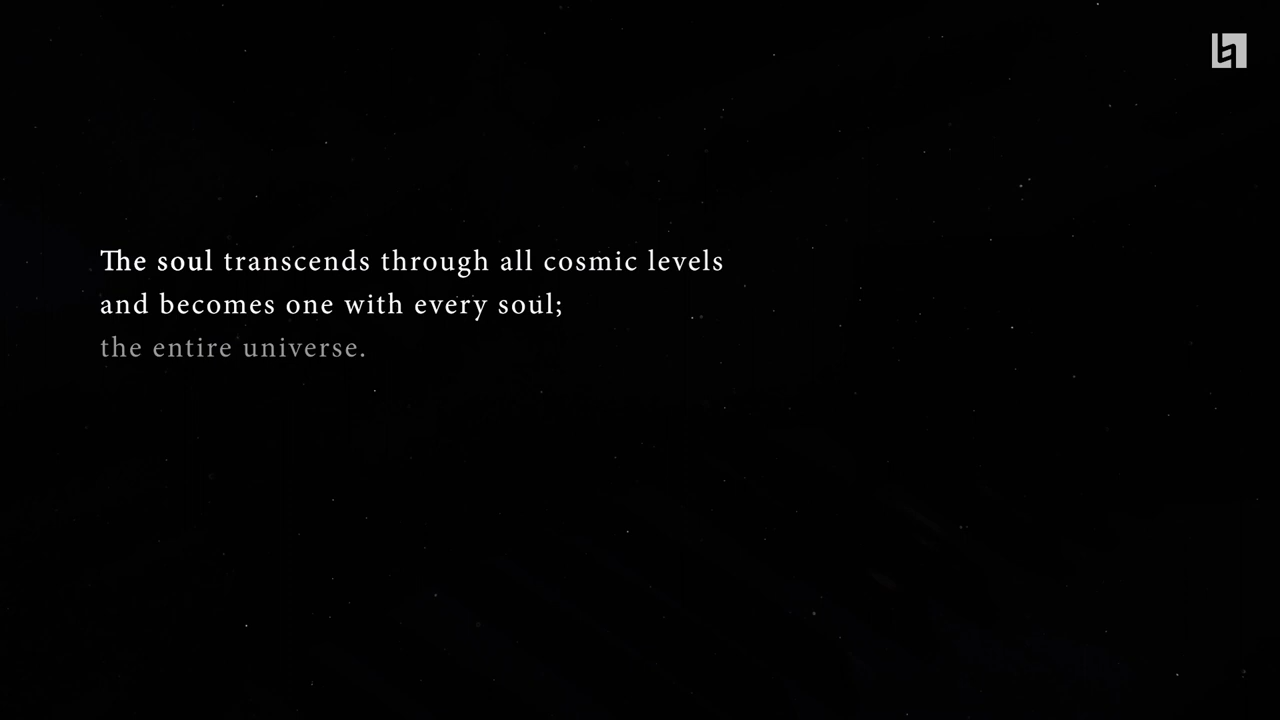 The soul transcends through all cosmic levels
and becomes one with every soul;
the entire universe.